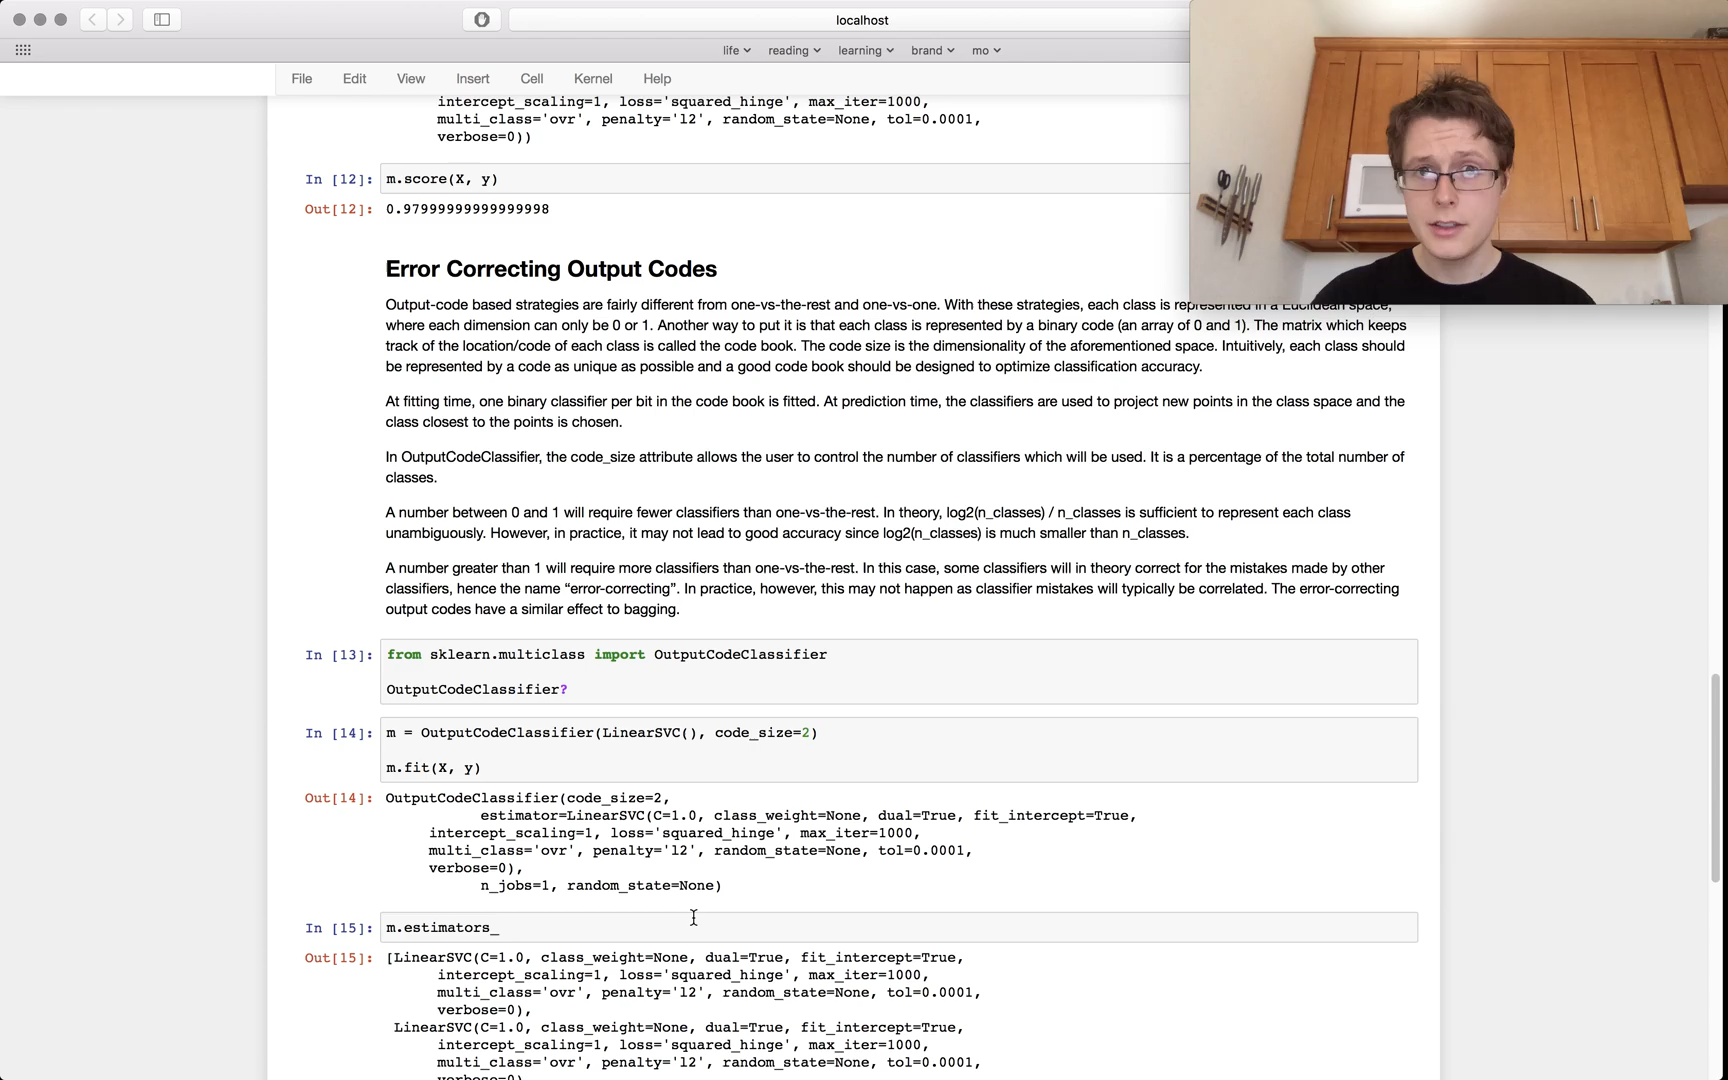 localhost
life reading learning brand mo
File Edit View Insert Cell Kernel Help
intercept_scaling=1, loss='squared_hinge', max_iter=1000,
multi_class='ovr', penalty='l2', random_state=None, tol=0.0001,
verbose=0))
In [12]: m.score(X, y)
Out[12]: 0.97999999999999998
Error Correcting Output Codes
Output-code based strategies are fairly different from one-vs-the-rest and one-vs-one. With these strategies, each class is represented in a Euclidean space,
where each dimension can only be 0 or 1. Another way to put it is that each class is represented by a binary code (an array of 0 and 1). The matrix which keeps
track of the location/code of each class is called the code book. The code size is the dimensionality of the aforementioned space. Intuitively, each class should
be represented by a code as unique as possible and a good code book should be designed to optimize classification accuracy.
At fitting time, one binary classifier per bit in the code book is fitted. At prediction time, the classifiers are used to project new points in the class space and the
class closest to the points is chosen.
In OutputCodeClassifier, the code_size attribute allows the user to control the number of classifiers which will be used. It is a percentage of the total number of
classes.
A number between 0 and 1 will require fewer classifiers than one-vs-the-rest. In theory, log2(n_classes) / n_classes is sufficient to represent each class
unambiguously. However, in practice, it may not lead to good accuracy since log2(n_classes) is much smaller than n_classes.
A number greater than 1 will require more classifiers than one-vs-the-rest. In this case, some classifiers will in theory correct for the mistakes made by other
classifiers, hence the name “error-correcting”. In practice, however, this may not happen as classifier mistakes will typically be correlated. The error-correcting
output codes have a similar effect to bagging.
In [13]: from sklearn.multiclass import OutputCodeClassifier
OutputCodeClassifier?
In [14]: m = OutputCodeClassifier(LinearSVC(), code_size=2)
m.fit(X, y)
Out[14]: OutputCodeClassifier(code_size=2,
estimator=LinearSVC(C=1.0, class_weight=None, dual=True, fit_intercept=True,
intercept_scaling=1, loss='squared_hinge', max_iter=1000,
multi_class='ovr', penalty='l2', random_state=None, tol=0.0001,
verbose=0),
n_jobs=1, random_state=None)
In [15]: m.estimators_
Out[15]: [LinearSVC(C=1.0, class_weight=None, dual=True, fit_intercept=True,
intercept_scaling=1, loss='squared_hinge', max_iter=1000,
multi_class='ovr', penalty='l2', random_state=None, tol=0.0001,
verbose=0),
LinearSVC(C=1.0, class_weight=None, dual=True, fit_intercept=True,
intercept_scaling=1, loss='squared_hinge', max_iter=1000,
multi_class='ovr', penalty='l2', random_state=None, tol=0.0001,
verbose=0),